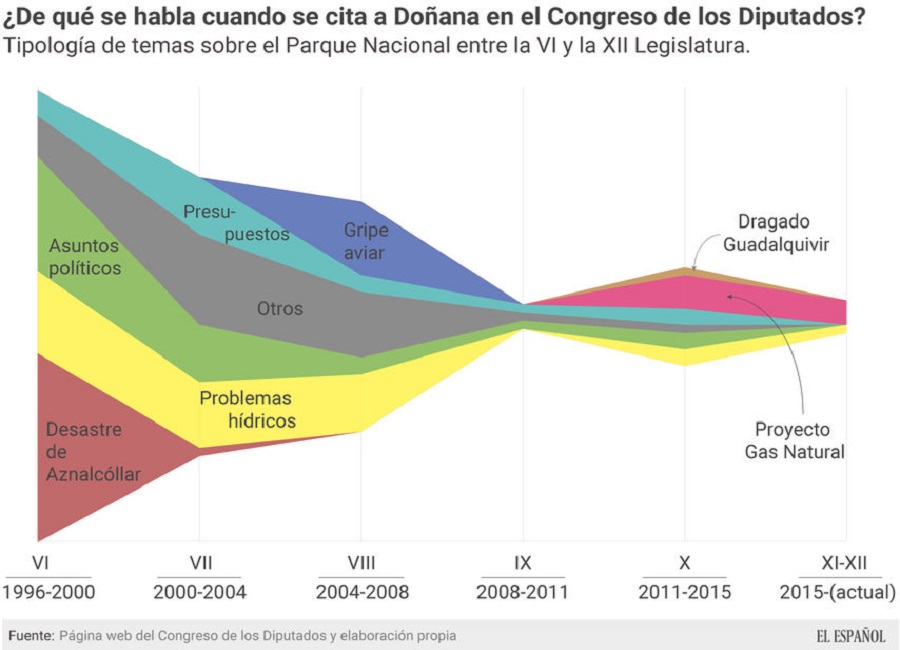 ¿De qué se habla cuando se cita a Doñana en el Congreso de los Diputados?
Tipología de temas sobre el Parque Nacional entre la VI y la XII Legislatura.
Presu-
puestos
Gripe
aviar
Dragado
Guadalquivir
Asuntos
políticos
Otros
Problemas
hídricos
Desastre
de
Aznalcóllar
Proyecto
Gas Natural
VI
VII
VIII
IX
X
XI-XII
1996-2000
2000-2004
2004-2008
2008-2011
2011-2015
2015-(actual)
Fuente: Página web del Congreso de los Diputados y elaboración propia
EL ESPAÑOL